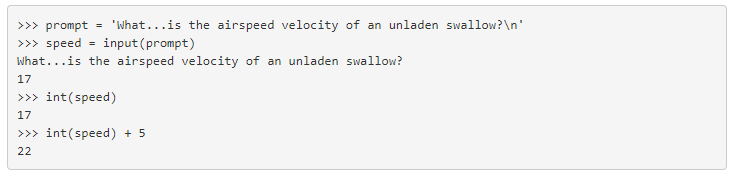 >>> prompt = 'What...is the airspeed velocity of an unladen swallow?\n'
>>> speed = input(prompt)
What...is the airspeed velocity of an unladen swallow?
17
>>> int(speed)
17
>>> int(speed) + 5
22